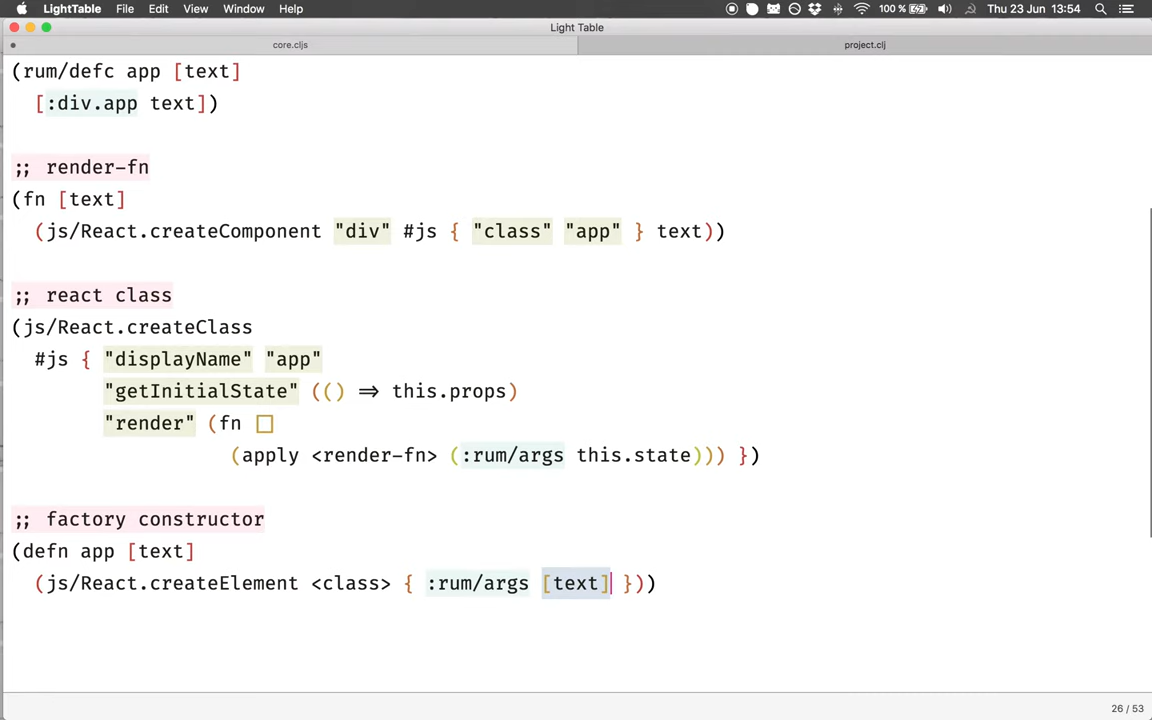 LightTable File Edit View Window Help 100 % Thu 23 Jun 13:54
Light Table
core.cljs project.clj
(rum/defc app [text]
[:div.app text])
;; render-fn
(fn [text]
(js/React.createComponent "div" #js { "class" "app" } text))
;; react class
(js/React.createClass
#js { "displayName" "app"
"getInitialState" (() => this.props)
"render" (fn []
(apply <render-fn> (:rum/args this.state))) })
;; factory constructor
(defn app [text]
(js/React.createElement <class> { :rum/args [text] }))
26 / 53